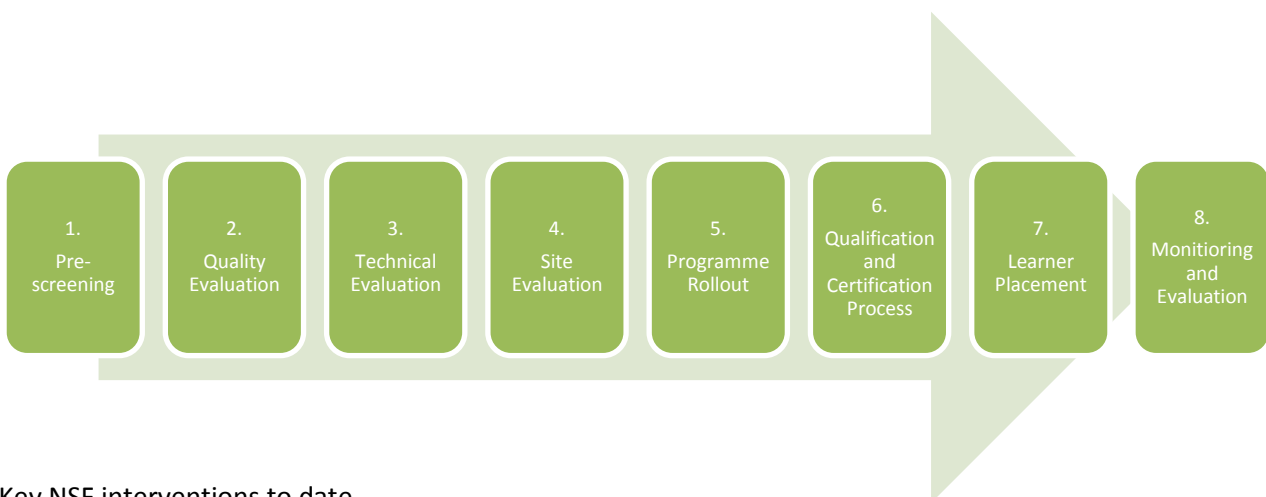 1.
Pre-
screening
2.
Quality
Evaluation
3.
Technical
Evaluation
4.
Site
Evaluation
5.
Programme
Rollout
6.
Qualification
and
Certification
Process
7.
Learner
Placement
8.
Monitioring
and
Evaluation
Key NSF interventions to date